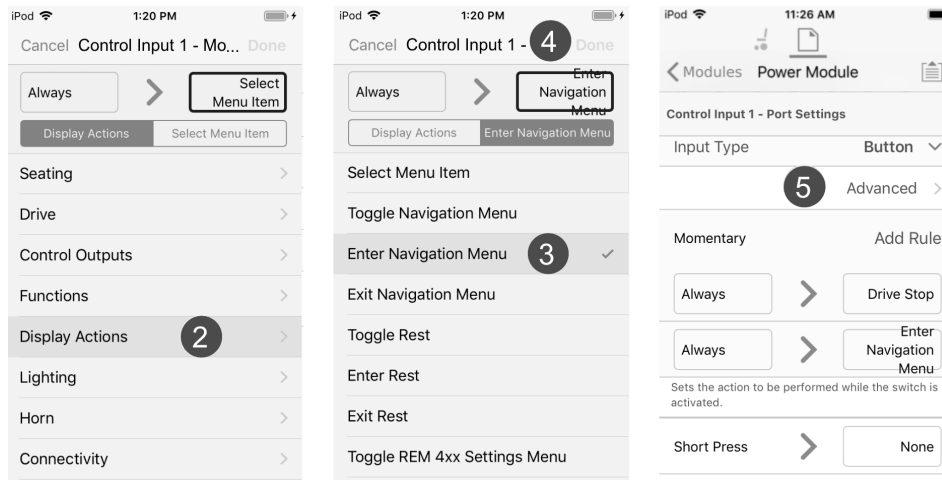 iPod 1:20 PM
Cancel Control Input 1 - Mo... Done
Always
Select
Menu Item
Display Actions Select Menu Item
Seating
Drive
Control Outputs
Functions
Display Actions 2
Lighting
Horn
Connectivity
iPod 1:20 PM
Cancel Control Input 1 - 4 Done
Always
Enter
Navigation
Menu
Display Actions Enter Navigation Menu
Select Menu Item
Toggle Navigation Menu
Enter Navigation Menu 3
Exit Navigation Menu
Toggle Rest
Enter Rest
Exit Rest
Toggle REM 4xx Settings Menu
iPod 11:26 AM
Modules Power Module
Control Input 1 - Port Settings
Input Type Button
5 Advanced
Momentary Add Rule
Always Drive Stop
Always
Enter
Navigation
Menu
Sets the action to be performed while the switch is
activated.
Short Press None